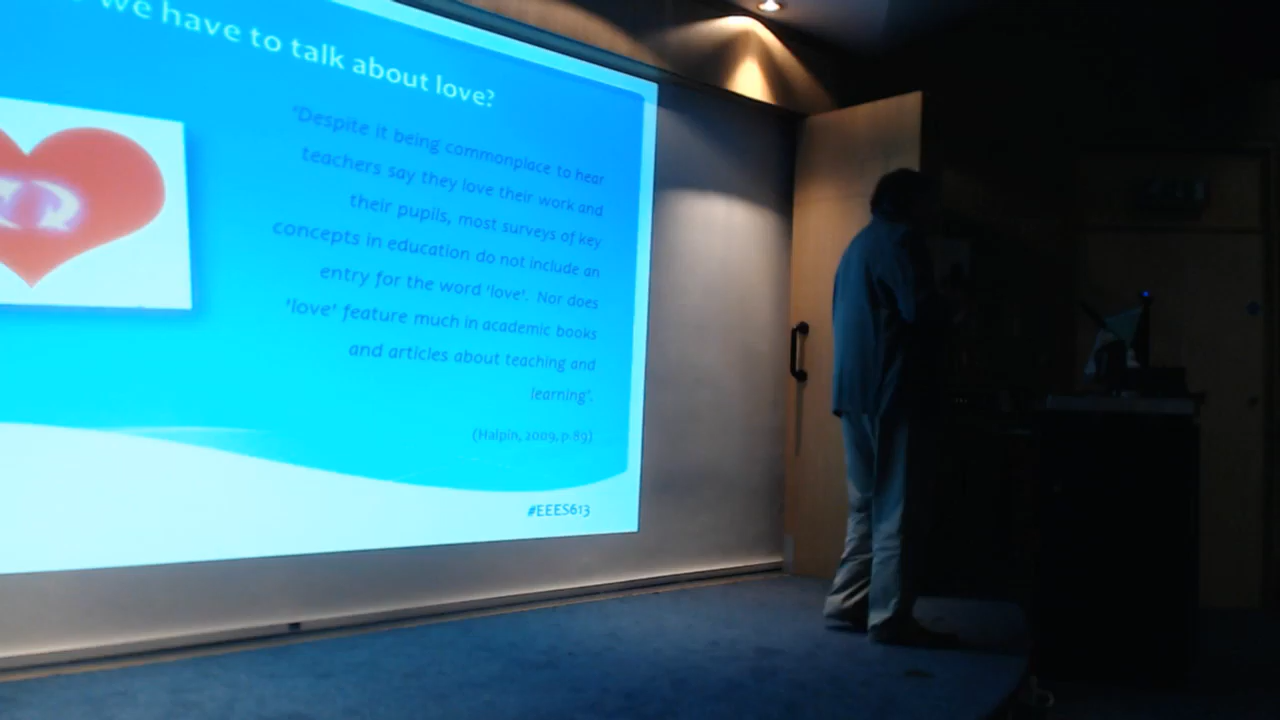 we have to talk about love?
"Despite it being commonplace to hear
teachers say they love their work and
their pupils, most surveys of key
concepts in education do not include an
entry for the word 'love'. Nor does
'love' feature much in academic books
and articles about teaching and
learning".
(Halpin, 2009, p.89)
#EEES613